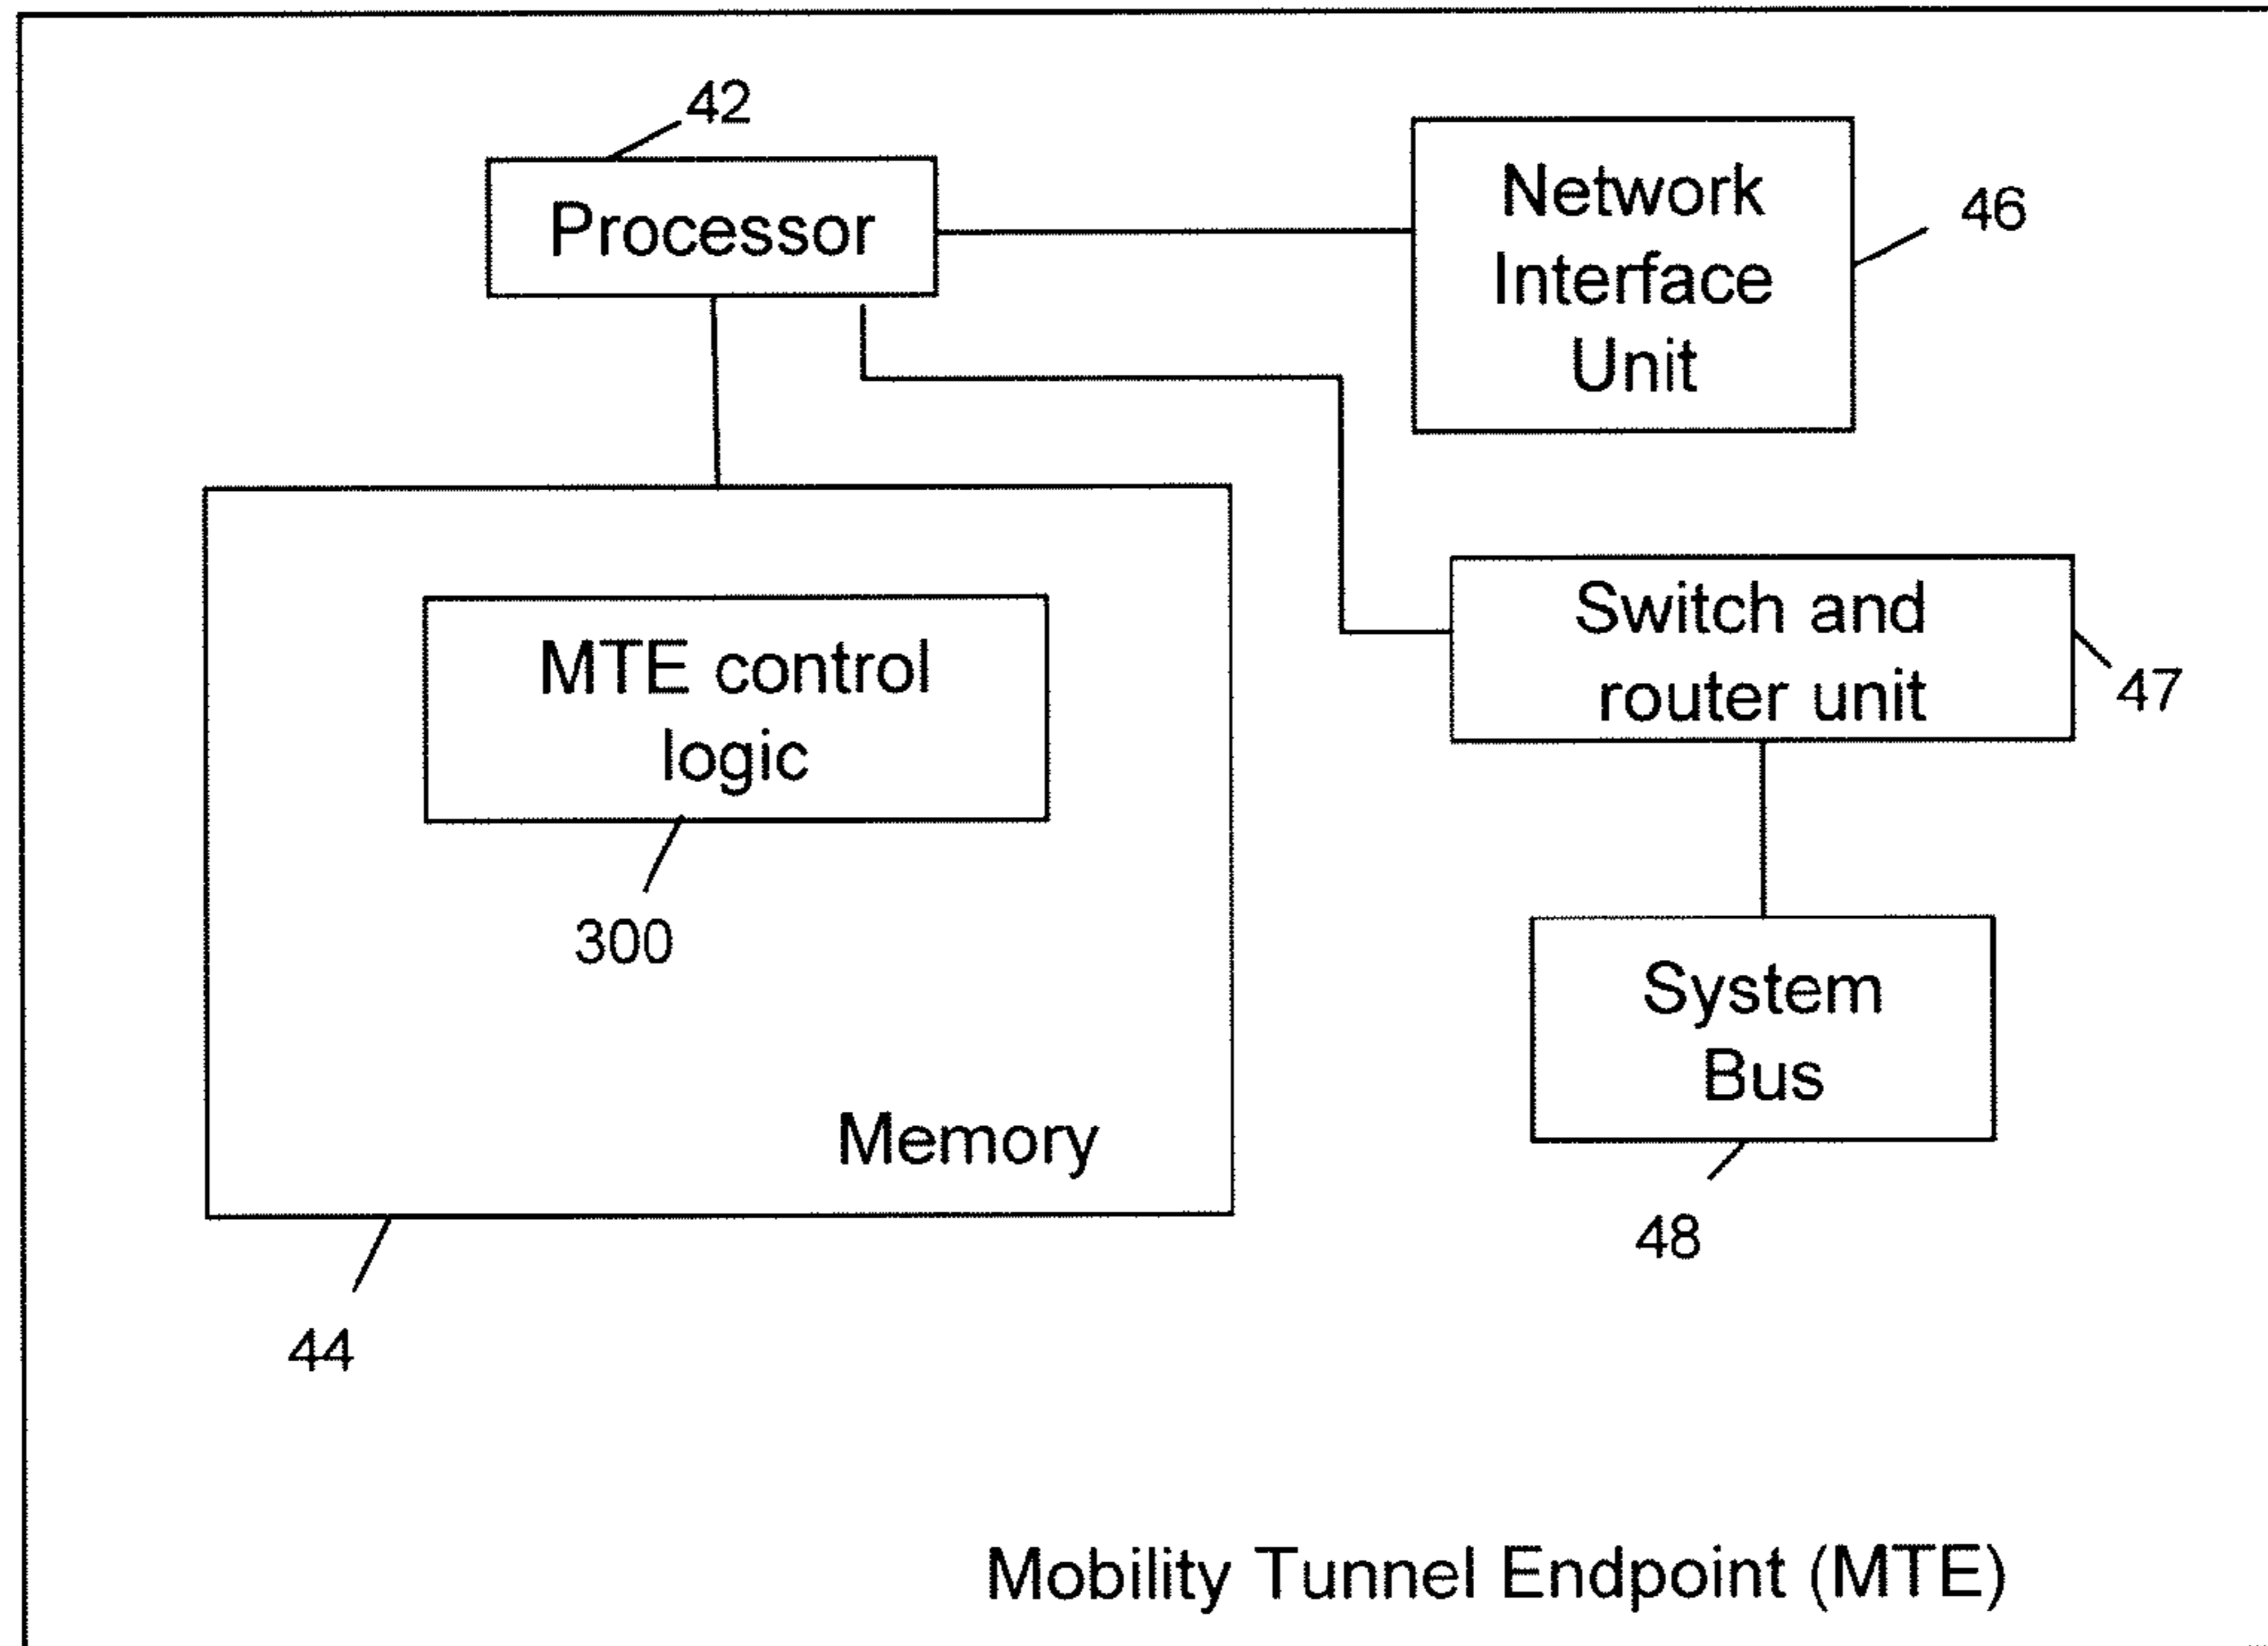 42
Processor
Network
Interface
Unit
46
MTE control
logic
300
Switch and
router unit
47
System
Bus
48
Memory
44
Mobility Tunnel Endpoint (MTE)